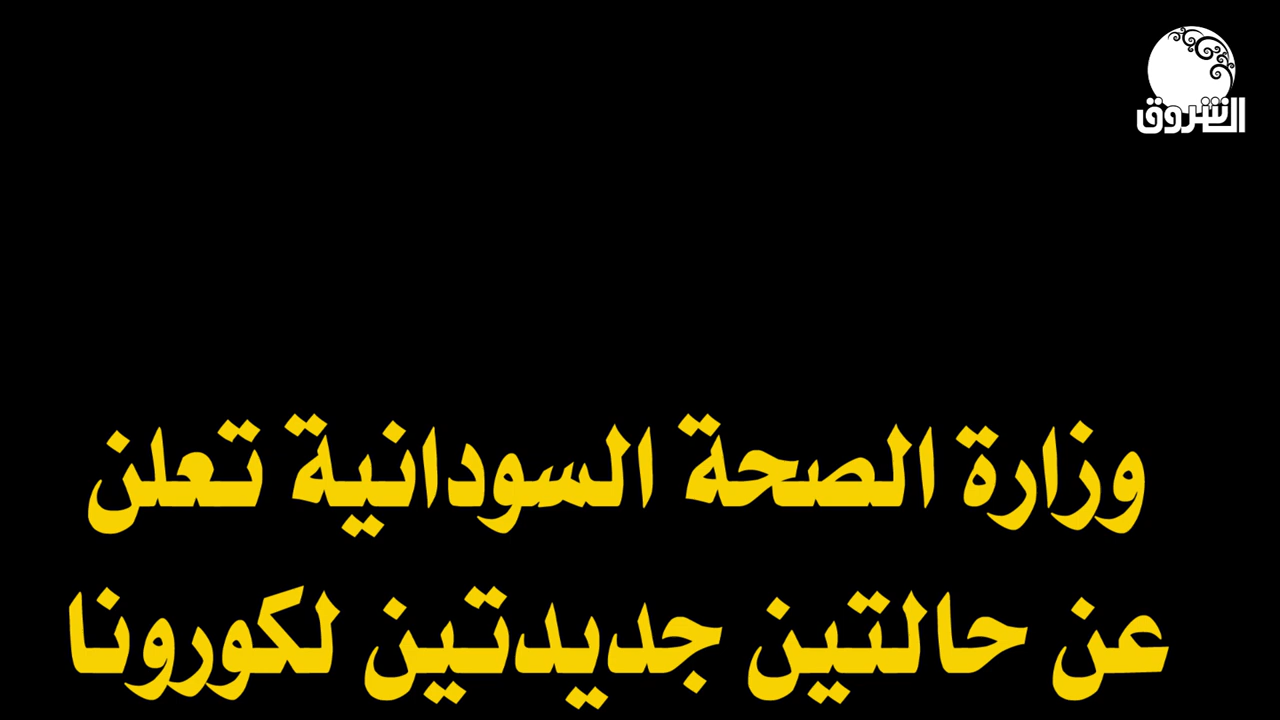 الشروق
وزارة الصحة السودانية تعلن
عن حالتين جديدتين لكورونا